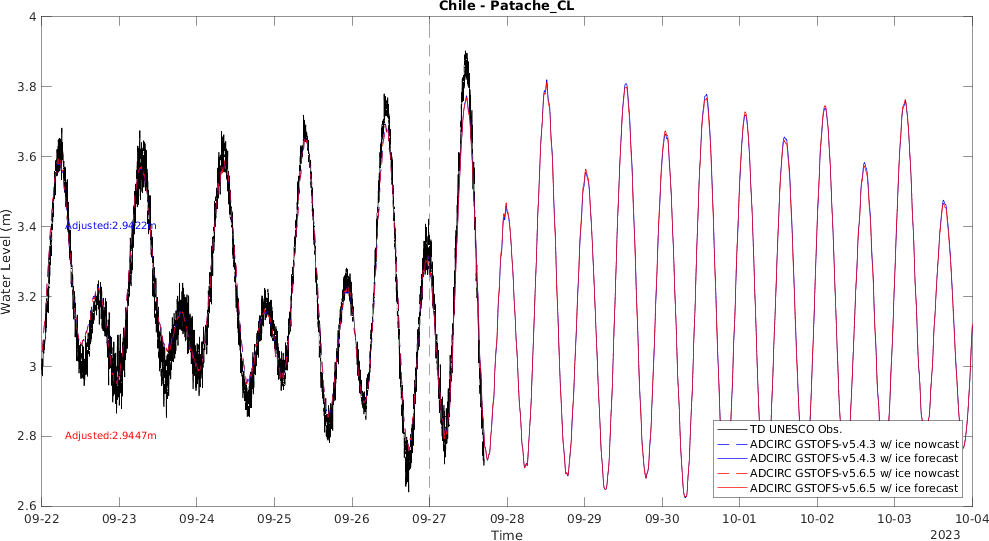 Chile - Patache_CL
4
3.8
3.6
3.4
3.2
3
2.8
2.6
Water Level (m)
Adjusted:2.9422m
Adjusted:2.9447m
TD UNESCO Obs.
ADCIRC GSTOFS-v5.4.3 w/ ice nowcast
ADCIRC GSTOFS-v5.4.3 w/ ice forecast
ADCIRC GSTOFS-v5.6.5 w/ ice nowcast
ADCIRC GSTOFS-v5.6.5 w/ ice forecast
09-22 09-23 09-24 09-25 09-26 09-27 09-28 09-29 09-30 10-01 10-02 10-03 10-04
Time
2023